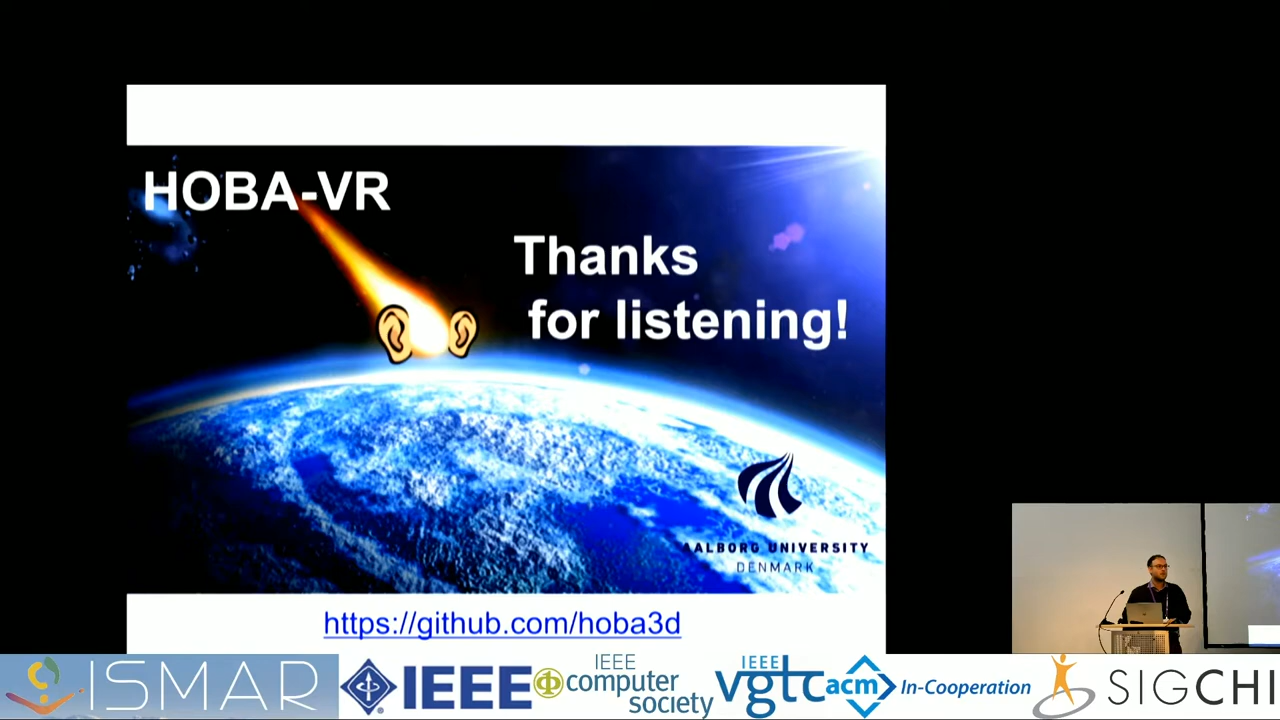 HOBA-VR
Thanks
for listening!
AALBORG UNIVERSITY
DENMARK
https://github.com/hoba3d
ISMAR
IEEE
IEEE
computer
society
IEEE
vgtc
acm
In-Cooperation
SIGCHI